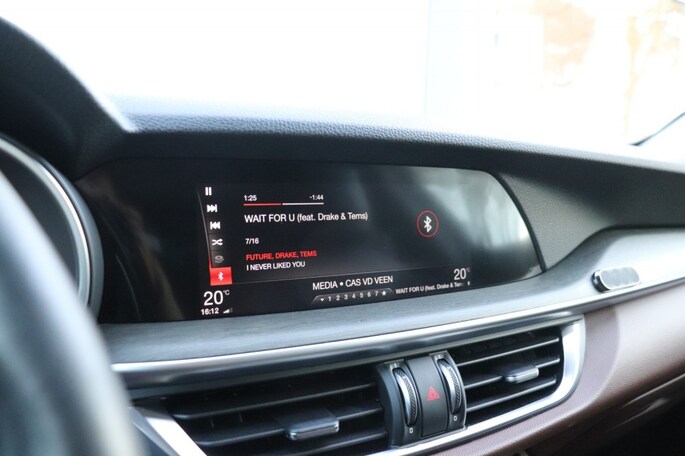 1:25 -1:44
WAIT FOR U (feat. Drake & Tems)
7/16
FUTURE, DRAKE, TEMS
I NEVER LIKED YOU
MEDIA • CAS VD VEEN
20°C 20°C
1 2 3 4 5 6 7
WAIT FOR U (feat. Drake & Tems
16:12